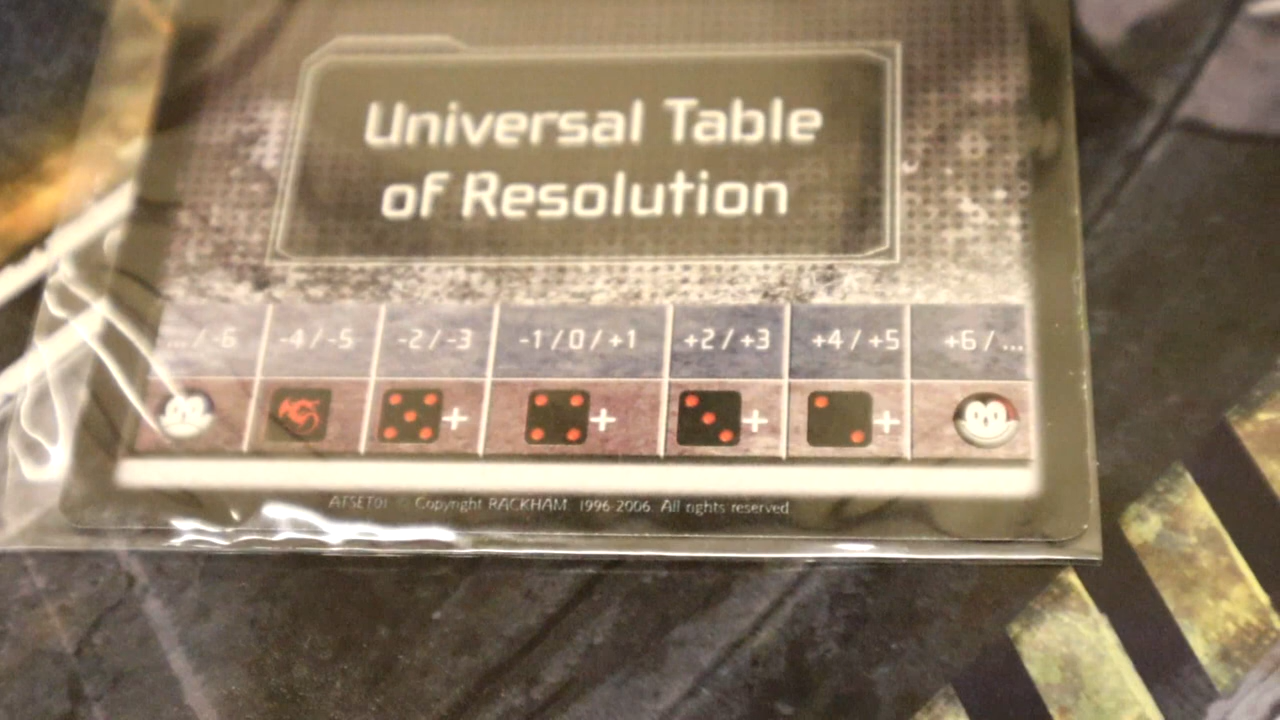 Universal Table
of Resolution
... / -6 -4 / -5 -2 / -3 -1 / 0 / +1 +2 / +3 +4 / +5 +6 / ...
+ + + +
ATSET01 © Copyright RACKHAM. 1996-2006. All rights reserved